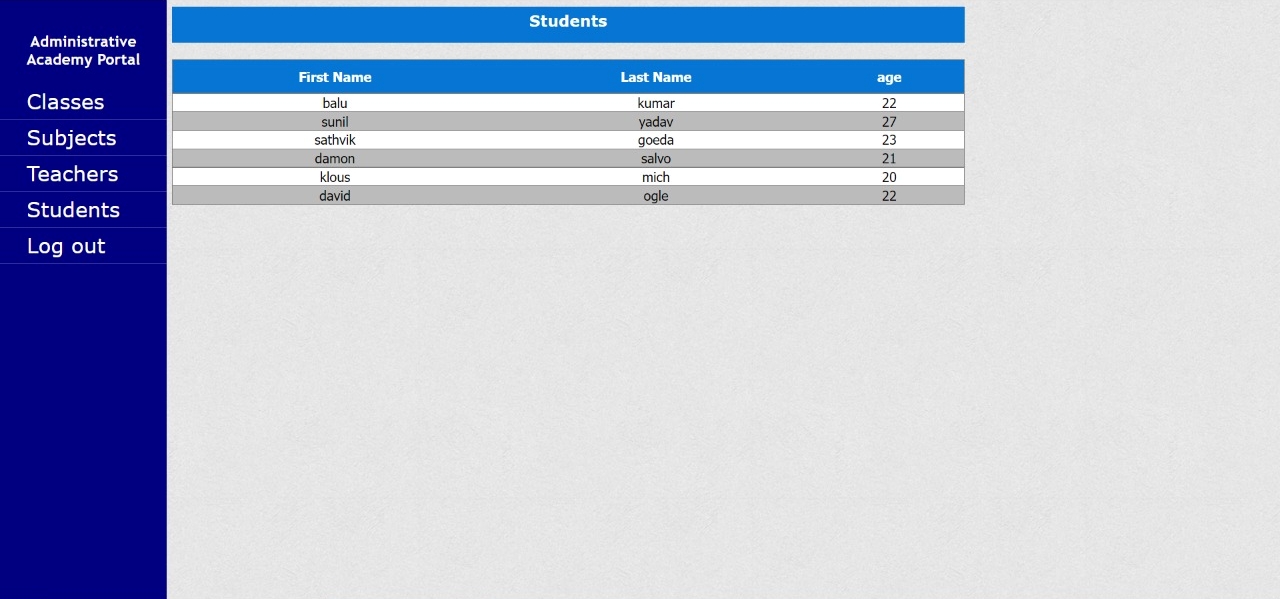 Administrative
Academy Portal
Classes
Subjects
Teachers
Students
Log out
Students
First Name Last Name age
balu kumar 22
sunil yadav 27
sathvik goeda 23
damon salvo 21
klous mich 20
david ogle 22